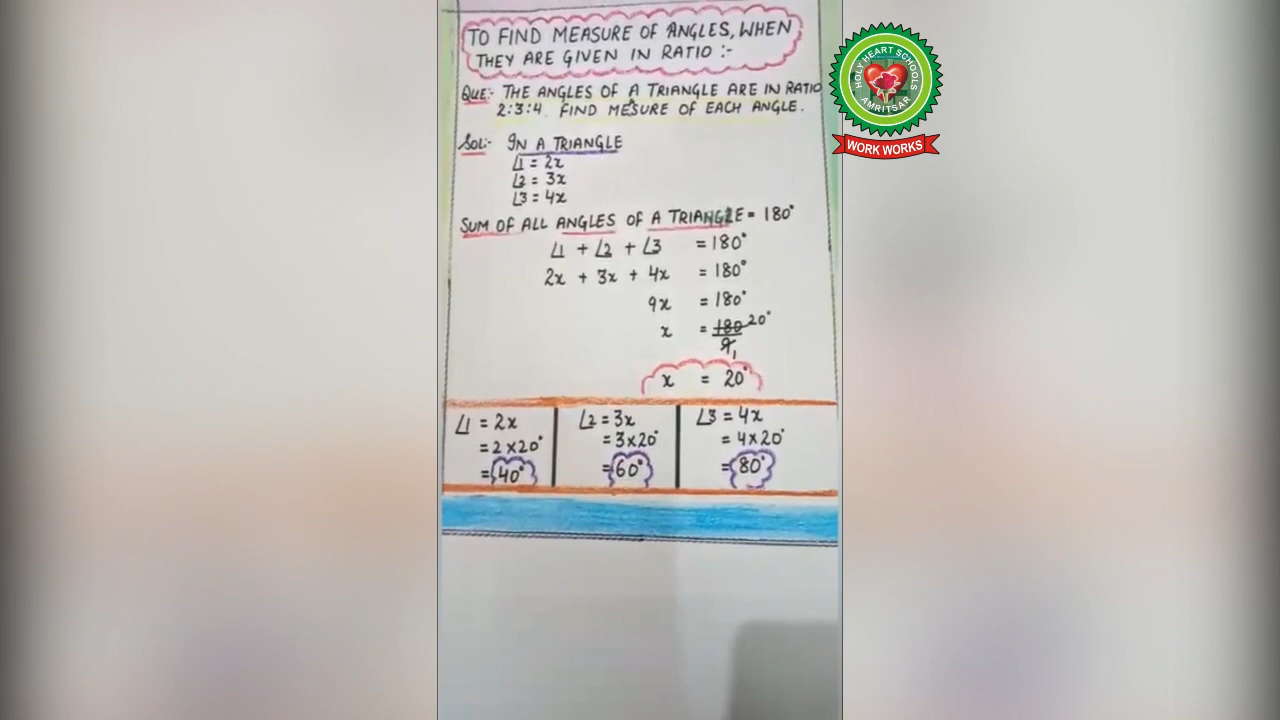 TO FIND MEASURE OF ANGLES, WHEN
THEY ARE GIVEN IN RATIO :-
QUE:- THE ANGLES OF A TRIANGLE ARE IN RATIO
2:3:4. FIND MESURE OF EACH ANGLE.
A
SOL:- IN A TRIANGLE
∠1 = 2x
∠2 = 3x
∠3 = 4x
SUM OF ALL ANGLES OF A TRIANGLE = 180°
∠1 + ∠2 + ∠3 = 180°
2x + 3x + 4x = 180°
9x = 180°
x = 180 20°
9 1
x = 20°
∠1 = 2x
= 2 × 20°
= 40°
∠2 = 3x
= 3 × 20°
= 60°
∠3 = 4x
= 4 × 20°
= 80°
HOLY HEART SCHOOLS
AMRITSAR
WORK WORKS